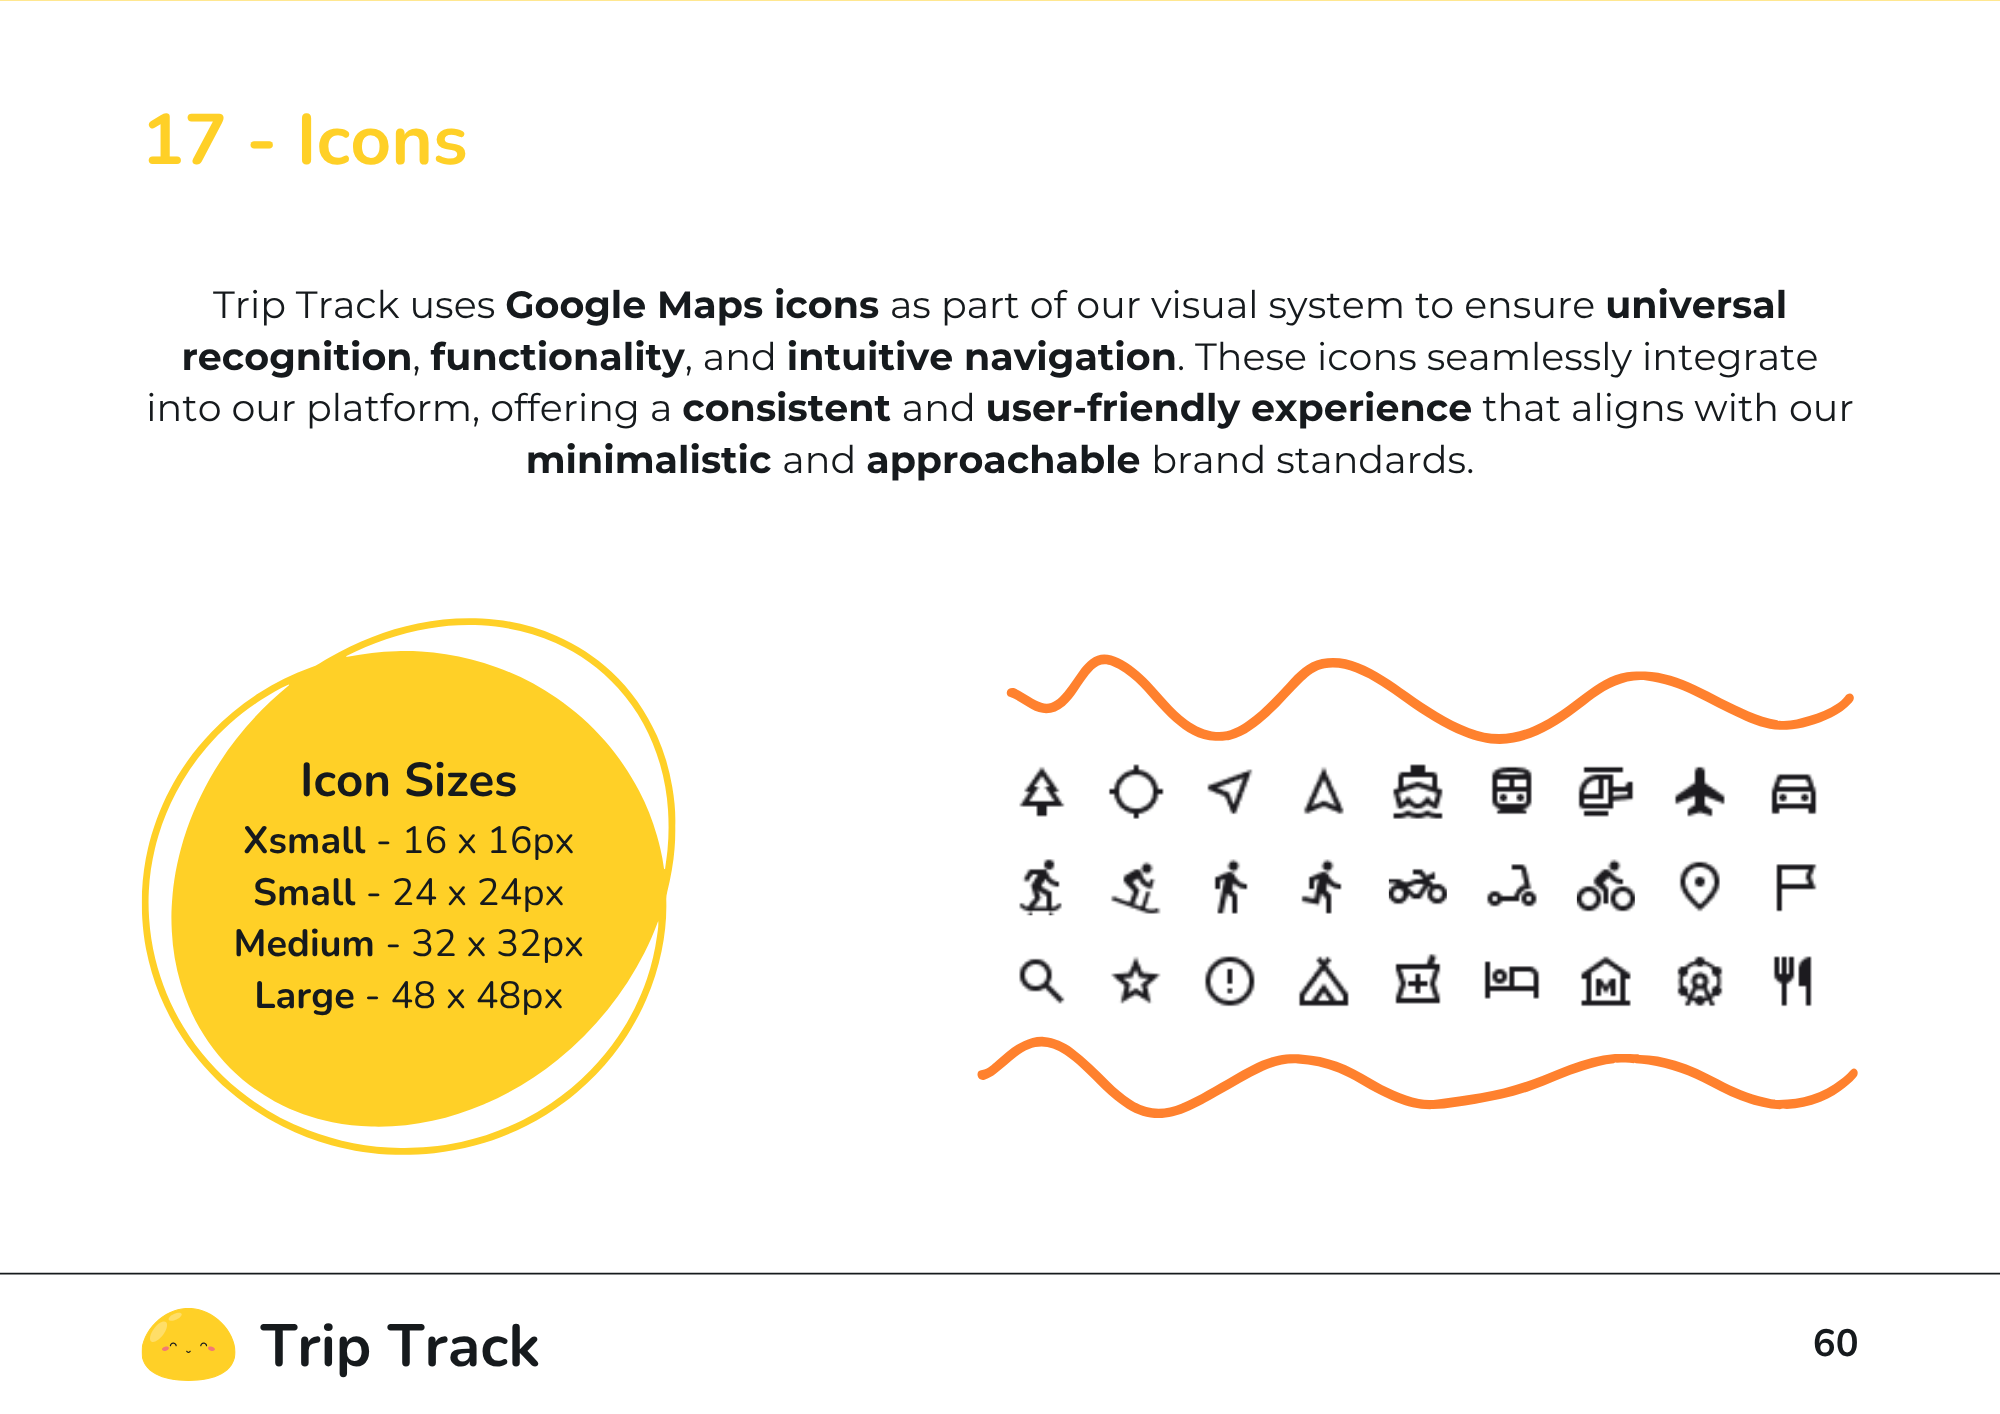 17 - Icons
Trip Track uses Google Maps icons as part of our visual system to ensure universal
recognition, functionality, and intuitive navigation. These icons seamlessly integrate
into our platform, offering a consistent and user-friendly experience that aligns with our
minimalistic and approachable brand standards.
Icon Sizes
Xsmall - 16 x 16px
Small - 24 x 24px
Medium - 32 x 32px
Large - 48 x 48px
M
Trip Track
60